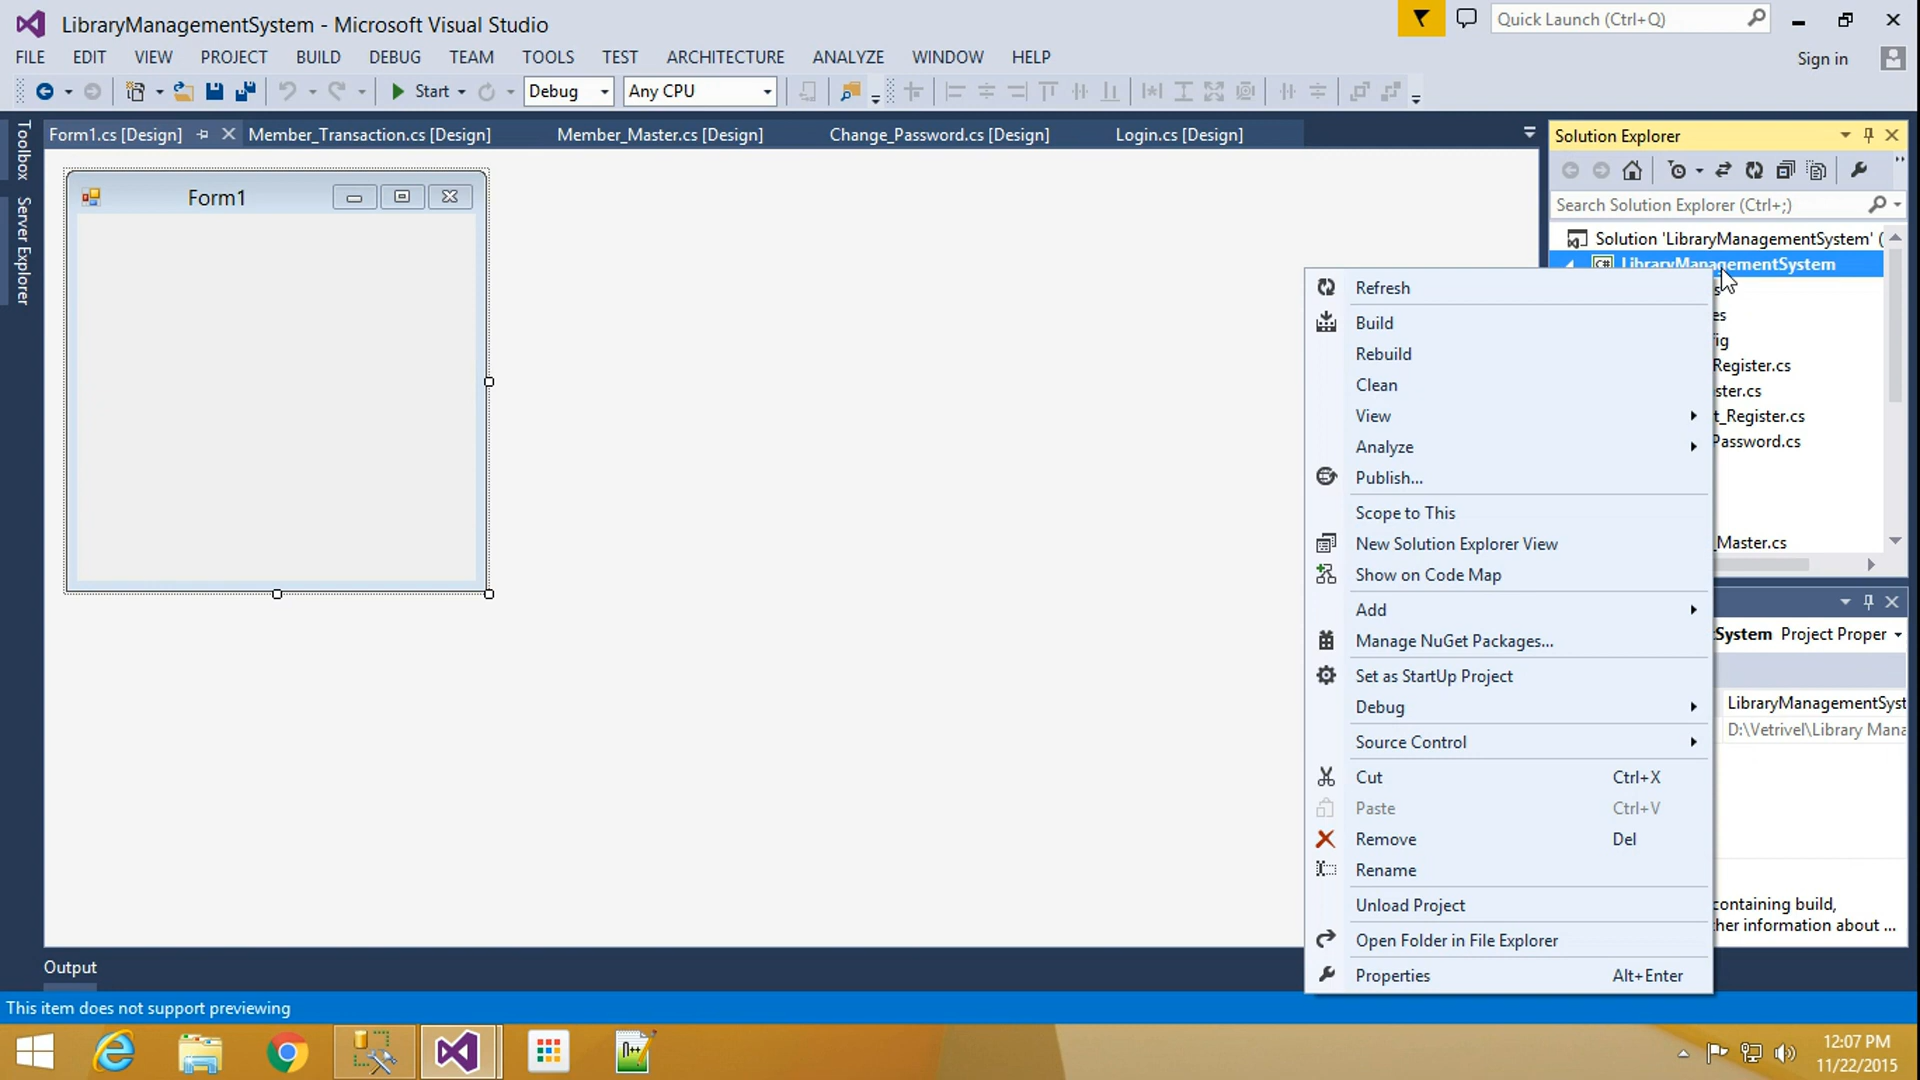 LibraryManagementSystem - Microsoft Visual Studio
Quick Launch (Ctrl+Q)
FILE EDIT VIEW PROJECT BUILD DEBUG TEAM TOOLS TEST ARCHITECTURE ANALYZE WINDOW HELP
Sign in
Start Debug Any CPU
Toolbox
Server Explorer
Form1.cs [Design] Member_Transaction.cs [Design] Member_Master.cs [Design] Change_Password.cs [Design] Login.cs [Design]
Form1
Solution Explorer
Search Solution Explorer (Ctrl+;)
Solution 'LibraryManagementSystem' (
C# LibraryManagementSystem
s
es
ig
Register.cs
ster.cs
t_Register.cs
Password.cs
_Master.cs
Refresh
Build
Rebuild
Clean
View
Analyze
Publish...
Scope to This
New Solution Explorer View
Show on Code Map
Add
Manage NuGet Packages...
Set as StartUp Project
Debug
Source Control
Cut Ctrl+X
Paste Ctrl+V
Remove Del
Rename
Unload Project
Open Folder in File Explorer
Properties Alt+Enter
System Project Proper
LibraryManagementSyst
D:\Vetrivel\Library Mana
containing build,
her information about ...
Output
This item does not support previewing
12:07 PM
11/22/2015